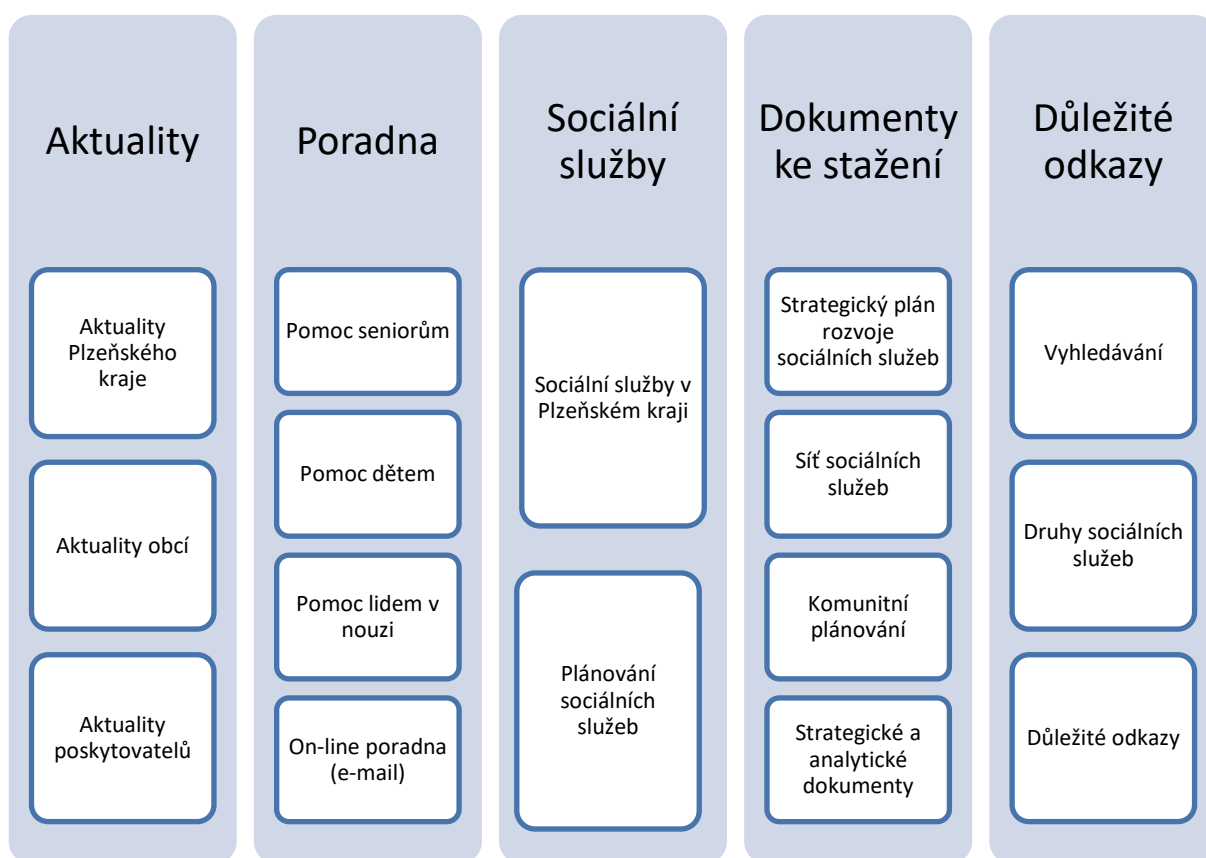 Aktuality
Aktuality
Plzeňského
kraje
Aktuality obcí
Aktuality
poskytovatelů
Poradna
Pomoc seniorům
Pomoc dětem
Pomoc lidem v
nouzi
On-line poradna
(e-mail)
Sociální
služby
Sociální služby v
Plzeňském kraji
Plánování
sociálních
služeb
Dokumenty
ke stažení
Strategický plán
rozvoje
sociálních služeb
Síť sociálních
služeb
Komunitní
plánování
Strategické a
analytické
dokumenty
Důležité
odkazy
Vyhledávání
Druhy sociálních
služeb
Důležité odkazy